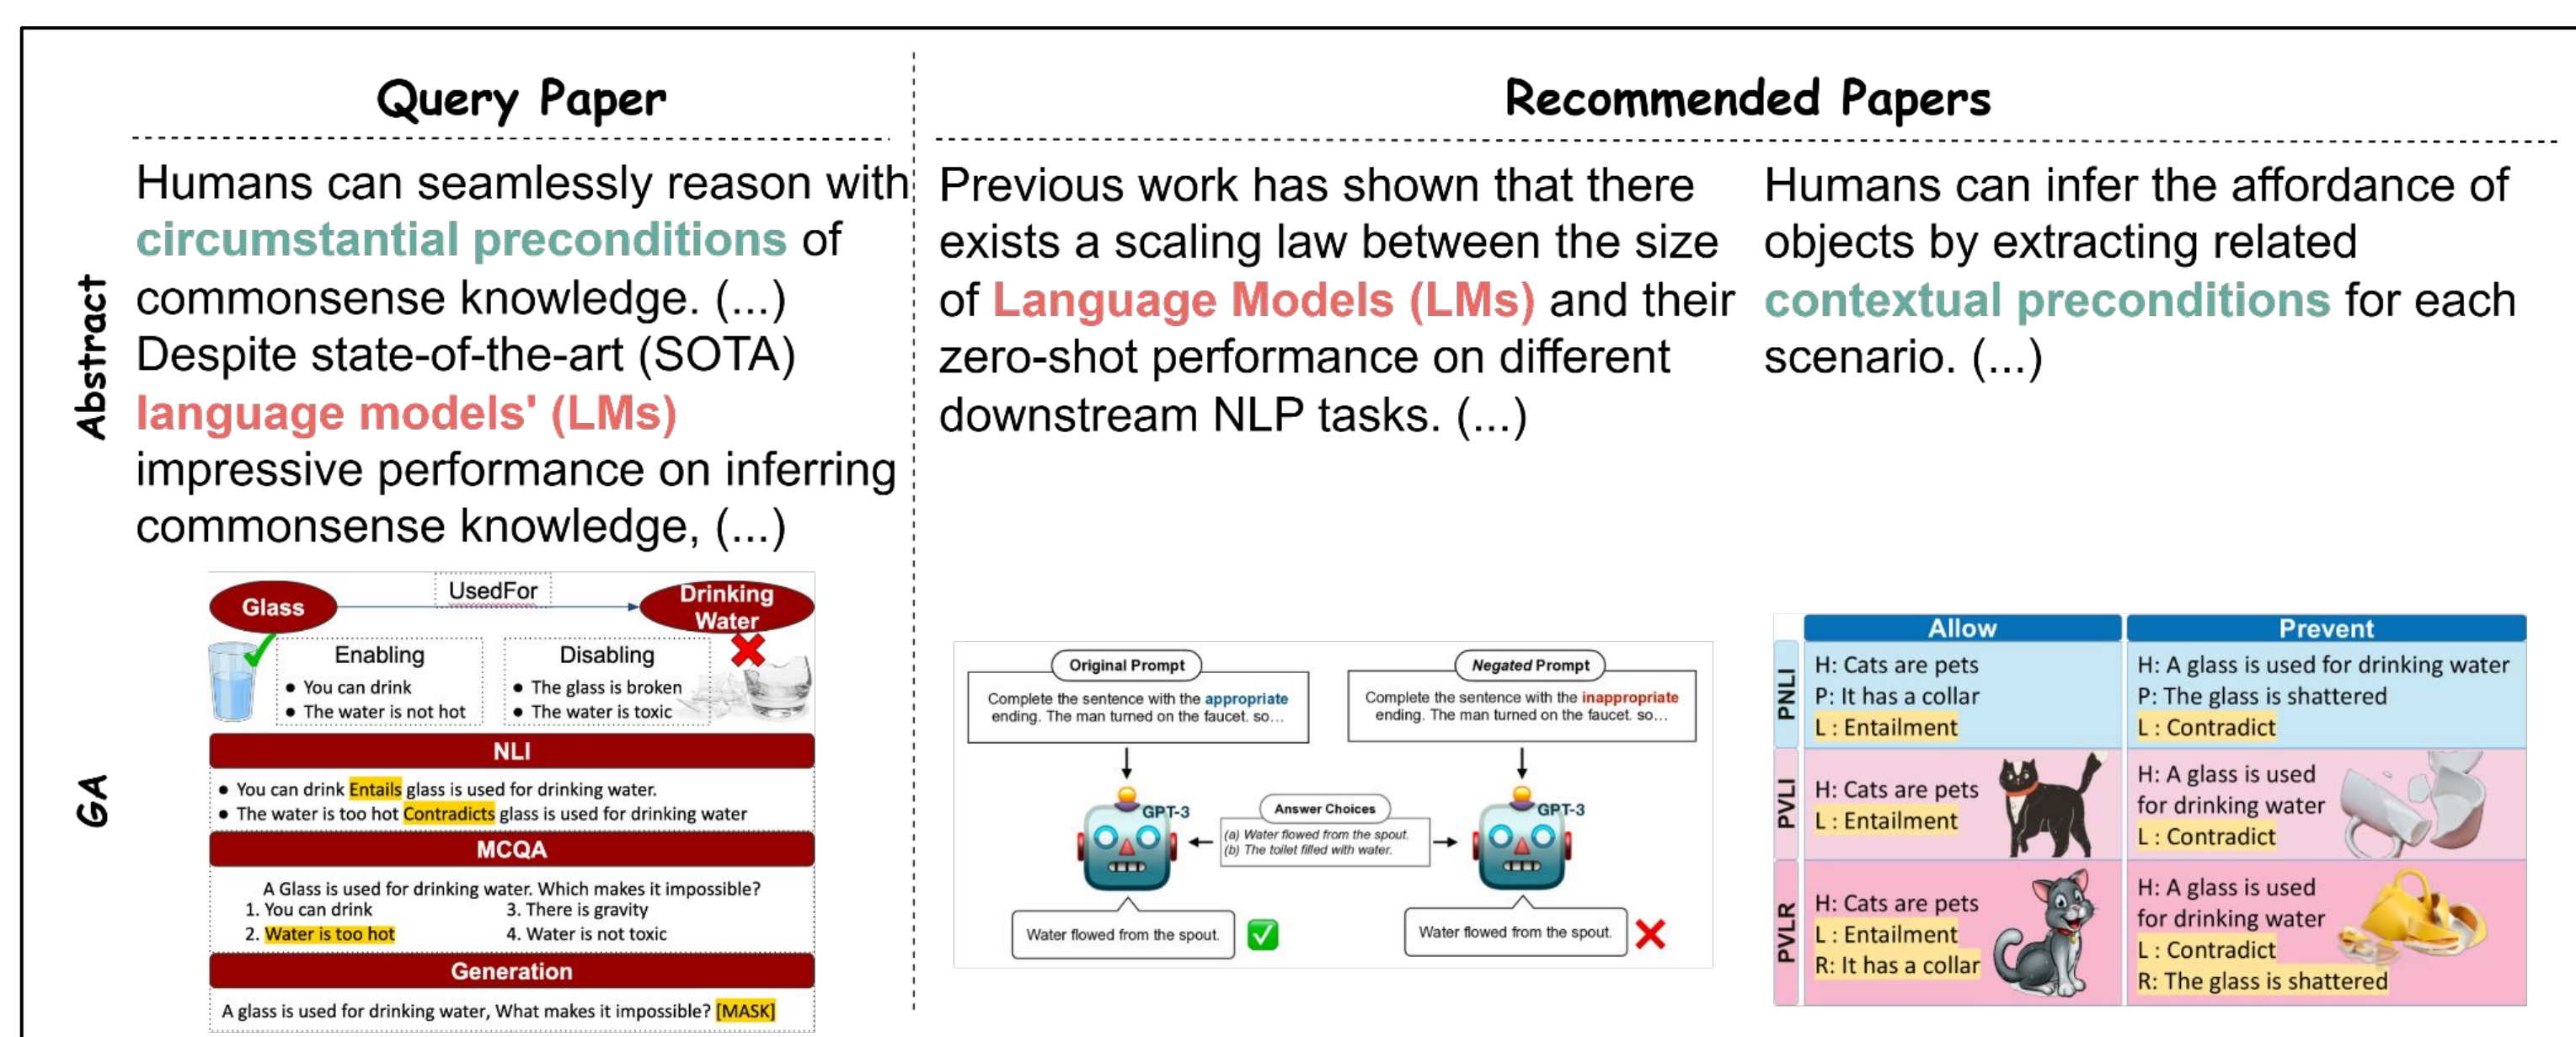 Query Paper
Recommended Papers
Abstract
Humans can seamlessly reason with
circumstantial preconditions of
commonsense knowledge. (...)
Despite state-of-the-art (SOTA)
language models' (LMs)
impressive performance on inferring
commonsense knowledge, (...)
Previous work has shown that there
exists a scaling law between the size
of Language Models (LMs) and their
zero-shot performance on different
downstream NLP tasks. (...)
Humans can infer the affordance of
objects by extracting related
contextual preconditions for each
scenario. (...)
GA
Glass
UsedFor
Drinking
Water
Enabling
• You can drink
• The water is not hot
Disabling
• The glass is broken
• The water is toxic
NLI
• You can drink Entails glass is used for drinking water.
• The water is too hot Contradicts glass is used for drinking water
MCQA
A Glass is used for drinking water. Which makes it impossible?
1. You can drink
2. Water is too hot
3. There is gravity
4. Water is not toxic
Generation
A glass is used for drinking water, What makes it impossible? [MASK]
Original Prompt
Complete the sentence with the appropriate
ending. The man turned on the faucet. so...
Negated Prompt
Complete the sentence with the inappropriate
ending. The man turned on the faucet. so...
GPT-3
Answer Choices
(a) Water flowed from the spout.
(b) The toilet filled with water.
GPT-3
Water flowed from the spout.
Water flowed from the spout.
Allow
Prevent
PNLI
H: Cats are pets
P: It has a collar
L : Entailment
H: A glass is used for drinking water
P: The glass is shattered
L : Contradict
PVLI
H: Cats are pets
L : Entailment
H: A glass is used
for drinking water
L : Contradict
PVLR
H: Cats are pets
L : Entailment
R: It has a collar
H: A glass is used
for drinking water
L : Contradict
R: The glass is shattered